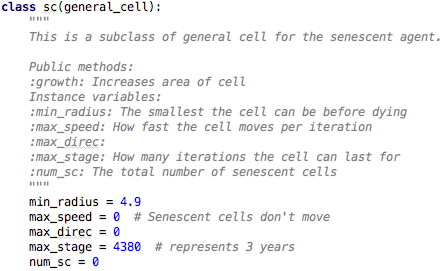 class sc(general_cell):
    """
    This is a subclass of general cell for the senescent agent.

    Public methods:
    :growth: Increases area of cell
    Instance variables:
    :min_radius: The smallest the cell can be before dying
    :max_speed: How fast the cell moves per iteration
    :max_direc:
    :max_stage: How many iterations the cell can last for
    :num_sc: The total number of senescent cells
    """
    min_radius = 4.9
    max_speed = 0  # Senescent cells don't move
    max_direc = 0
    max_stage = 4380  # represents 3 years
    num_sc = 0